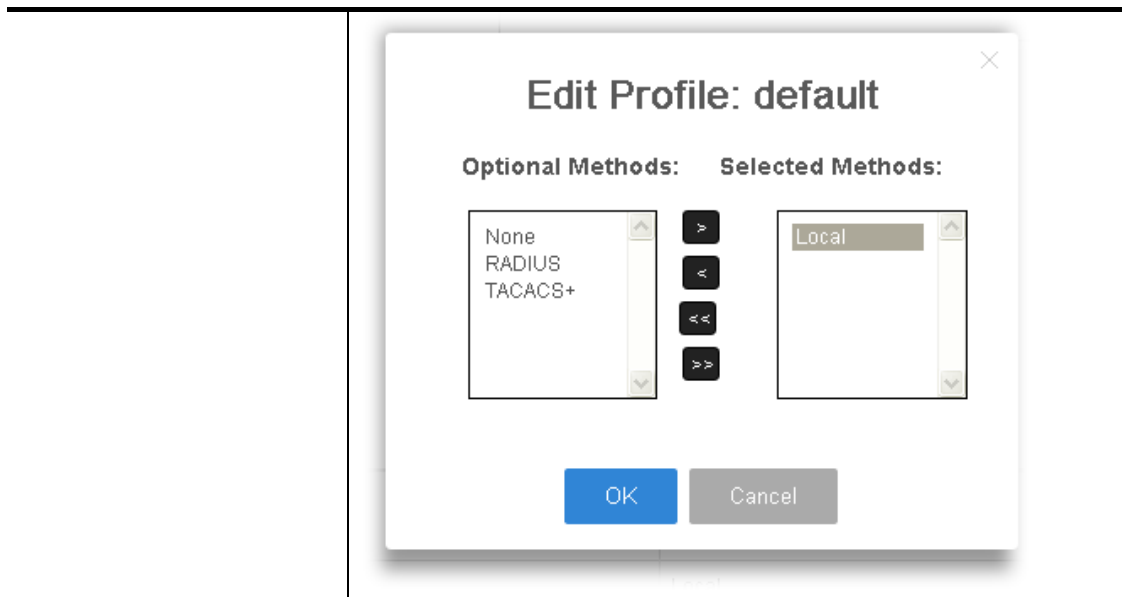 Edit Profile: default
Optional Methods: Selected Methods:
None
RADIUS
TACACS+
>
<
<<
>>
Local
OK Cancel